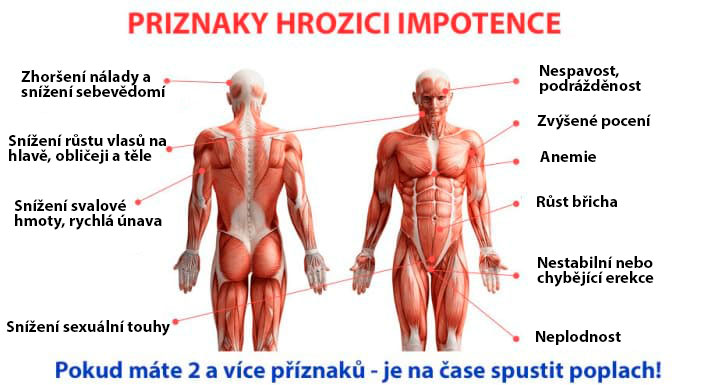 PRIZNAKY HROZICI IMPOTENCE
Zhoršení nálady a
snížení sebevědomí
Snížení růstu vlasů na
hlavě, obličeji a těle
Snížení svalové
hmoty, rychlá únava
Snížení sexuální touhy
Nespavost,
podrážděnost
Zvýšené pocení
Anemie
Růst břicha
Nestabilní nebo
chybějící erekce
Neplodnost
Pokud máte 2 a více příznaků - je na čase spustit poplach!